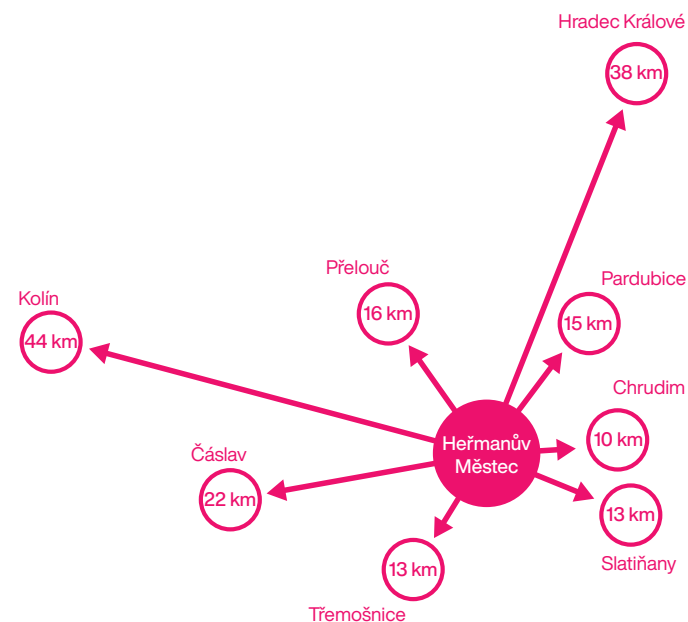 Hradec Králové
38 km
Přelouč
16 km
Pardubice
15 km
Kolín
44 km
Chrudim
10 km
Heřmanův
Městec
Čáslav
22 km
13 km
Slatiňany
13 km
Třemošnice